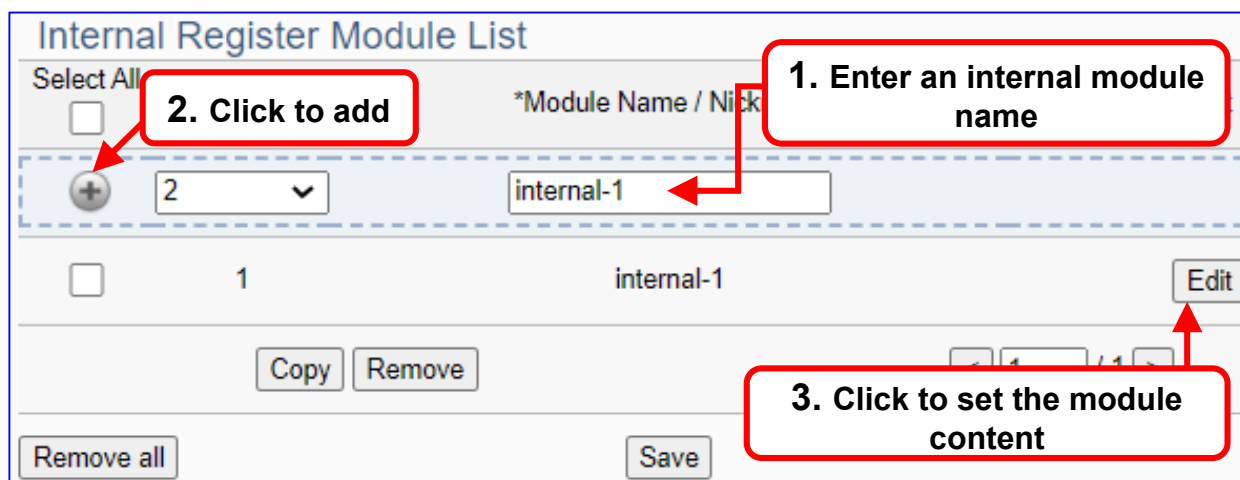 Internal Register Module List
Select All
*Module Name / Nick
1. Enter an internal module
name
2. Click to add
2
internal-1
1
internal-1
Edit
Copy
Remove
3. Click to set the module
content
Remove all
Save